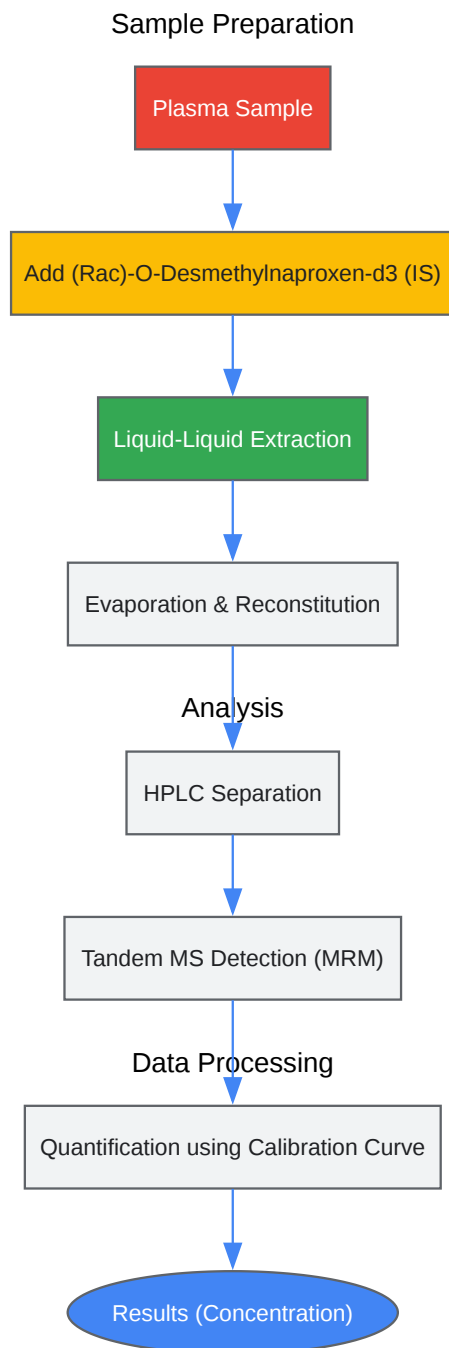 Sample Preparation
Plasma Sample
Add (Rac)-O-Desmethylnaproxen-d3 (IS)
Liquid-Liquid Extraction
Evaporation & Reconstitution
Analysis
HPLC Separation
Tandem MS Detection (MRM)
Data Processing
Quantification using Calibration Curve
Results (Concentration)